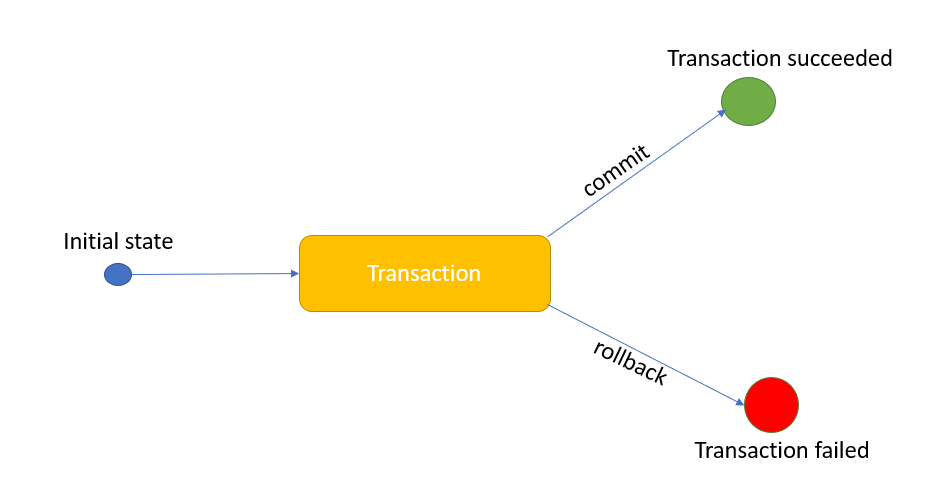 Transaction succeeded
commit
Initial state
Transaction
rollback
Transaction failed